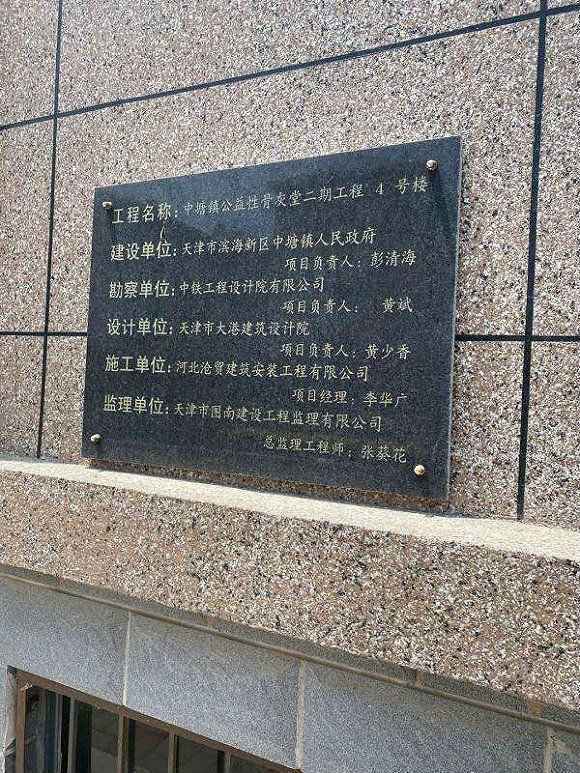 工程名称：中塘镇公益性骨灰堂二期工程 4 号楼
建设单位：天津市滨海新区中塘镇人民政府
项目负责人：彭清海
勘察单位：中铁工程设计院有限公司
项目负责人： 黄斌
设计单位：天津市大港建筑设计院
项目负责人：黄少香
施工单位：河北沧贸建筑安装工程有限公司
项目经理：李华广
监理单位：天津市图南建设工程监理有限公司
总监理工程师：张葵花